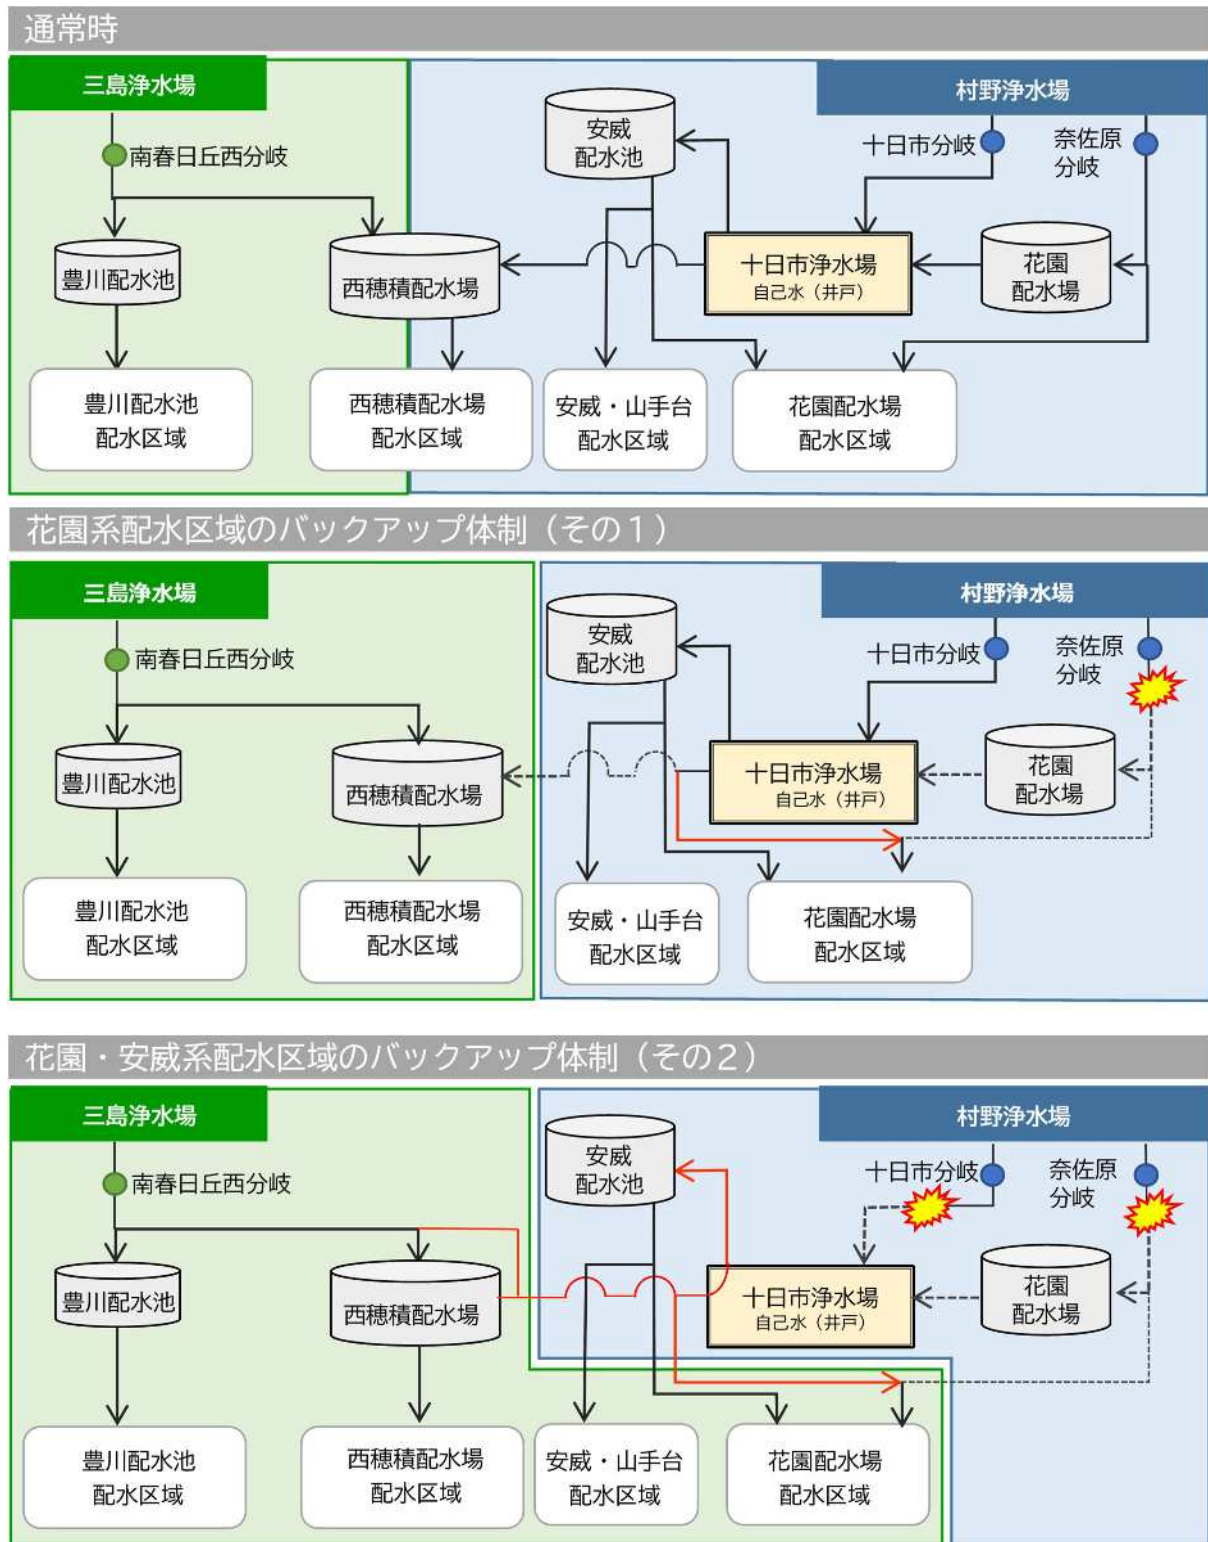 通常時
三島浄水場
村野浄水場
安威
配水池
南春日丘西分岐
十日市分岐
奈佐原
分岐
豊川配水池
西穂積配水場
十日市浄水場
自己水（井戸）
花園
配水場
豊川配水池
配水区域
西穂積配水場
配水区域
安威・山手台
配水区域
花園配水場
配水区域
花園系配水区域のバックアップ体制（その１）
三島浄水場
村野浄水場
安威
配水池
南春日丘西分岐
十日市分岐
奈佐原
分岐
豊川配水池
西穂積配水場
十日市浄水場
自己水（井戸）
花園
配水場
豊川配水池
配水区域
西穂積配水場
配水区域
安威・山手台
配水区域
花園配水場
配水区域
花園・安威系配水区域のバックアップ体制（その２）
三島浄水場
村野浄水場
安威
配水池
南春日丘西分岐
十日市分岐
奈佐原
分岐
豊川配水池
西穂積配水場
十日市浄水場
自己水（井戸）
花園
配水場
豊川配水池
配水区域
西穂積配水場
配水区域
安威・山手台
配水区域
花園配水場
配水区域